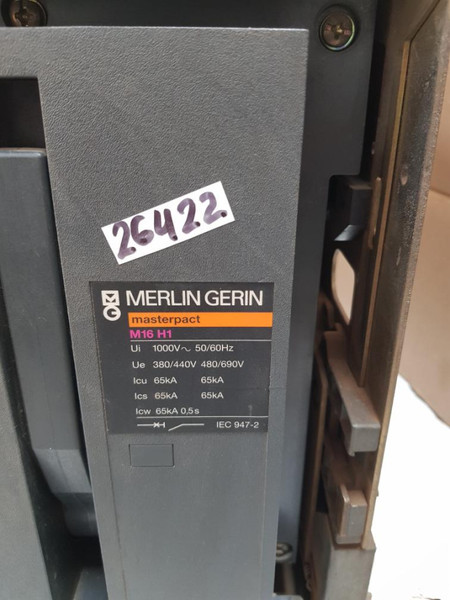 26422.
MG MERLIN GERIN
masterpact
M16 H1
Ui 1000V~ 50/60Hz
Ue 380/440V 480/690V
Icu 65kA 65kA
Ics 65kA 65kA
Icw 65kA 0,5s
IEC 947-2